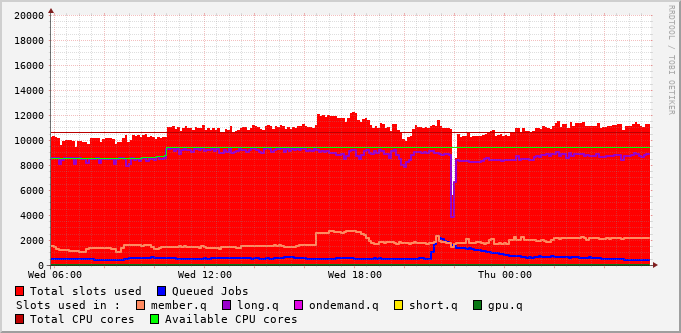 20000
18000
16000
14000
12000
10000
8000
6000
4000
2000
0
Wed 06:00 Wed 12:00 Wed 18:00 Thu 00:00
Total slots used Queued Jobs
Slots used in : member.q long.q ondemand.q short.q gpu.q
Total CPU cores Available CPU cores
RRDTOOL / TOBI OETIKER